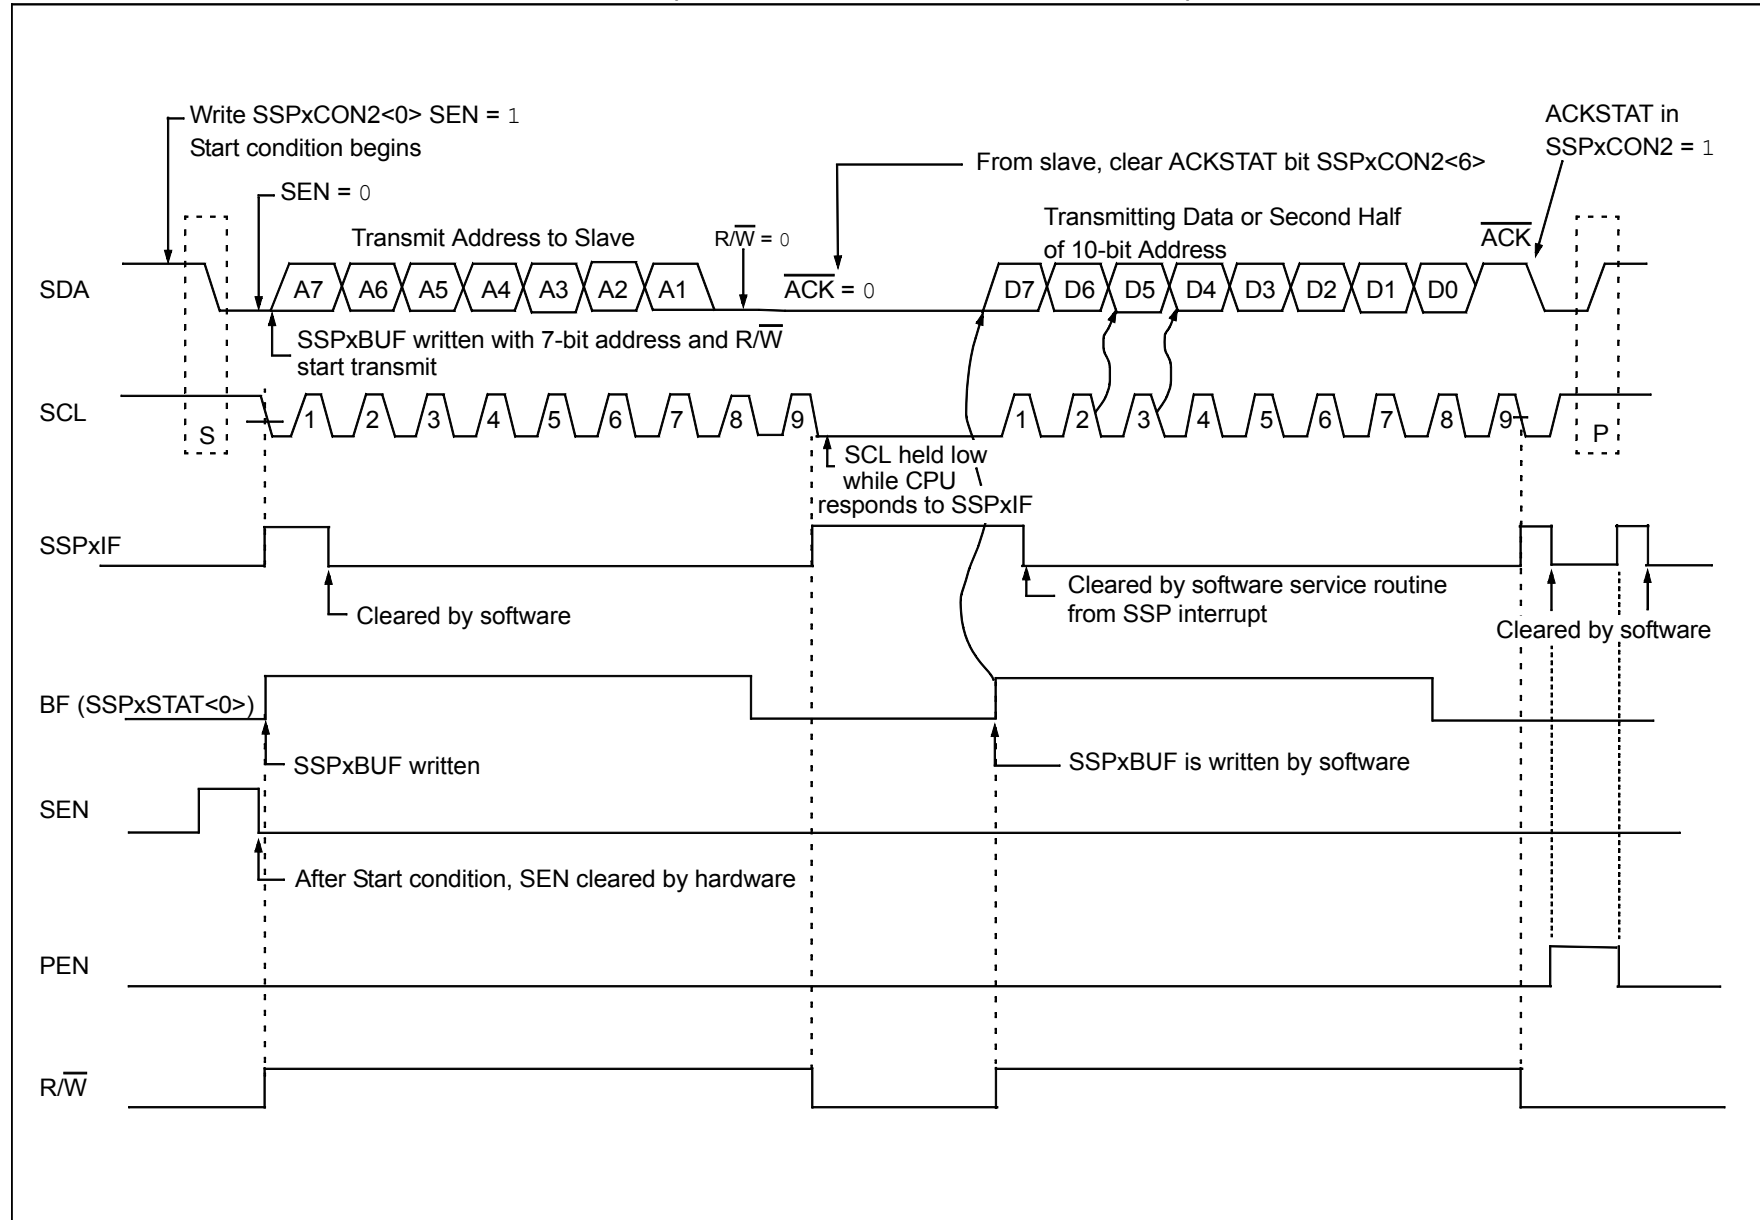 Write SSPxCON2<0> SEN = 1
Start condition begins
ACKSTAT in
SSPxCON2 = 1
From slave, clear ACKSTAT bit SSPxCON2<6>
SEN = 0
Transmitting Data or Second Half
of 10-bit Address
Transmit Address to Slave
R/W̅ = 0
A̅C̅K̅
SDA
A7 A6 A5 A4 A3 A2 A1
A̅C̅K̅ = 0
D7 D6 D5 D4 D3 D2 D1 D0
SSPxBUF written with 7-bit address and R/W̅
start transmit
SCL
S
1 2 3 4 5 6 7 8 9
1 2 3 4 5 6 7 8 9
P
SCL held low
while CPU
responds to SSPxIF
SSPxIF
Cleared by software
Cleared by software service routine
from SSP interrupt
Cleared by software
BF (SSPxSTAT<0>)
SSPxBUF written
SSPxBUF is written by software
SEN
After Start condition, SEN cleared by hardware
PEN
R/W̅